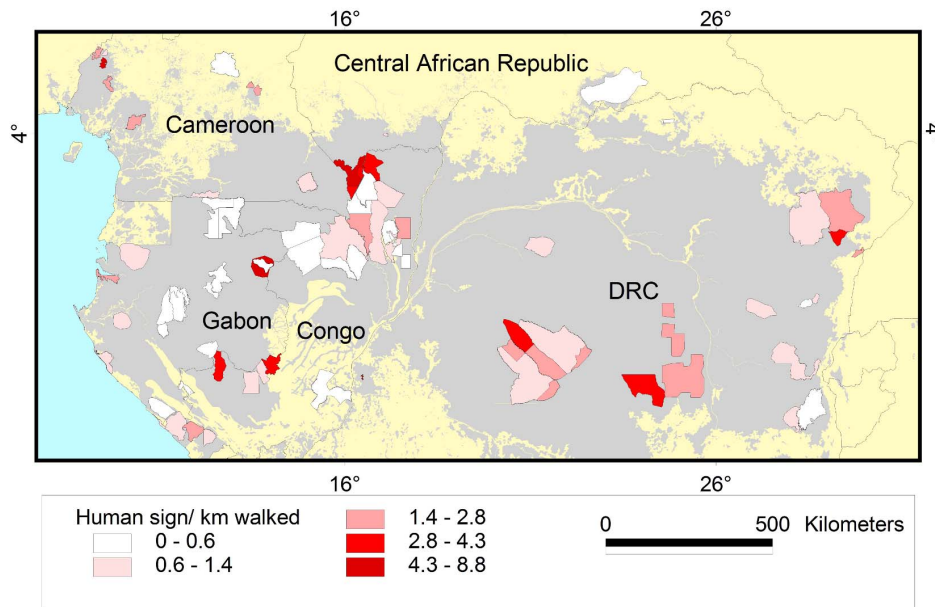 16° 26°
Central African Republic
Cameroon
4° 4
DRC
Gabon Congo
16° 26°
Human sign/ km walked
0 - 0.6
0.6 - 1.4
1.4 - 2.8
2.8 - 4.3
4.3 - 8.8
0 500 Kilometers